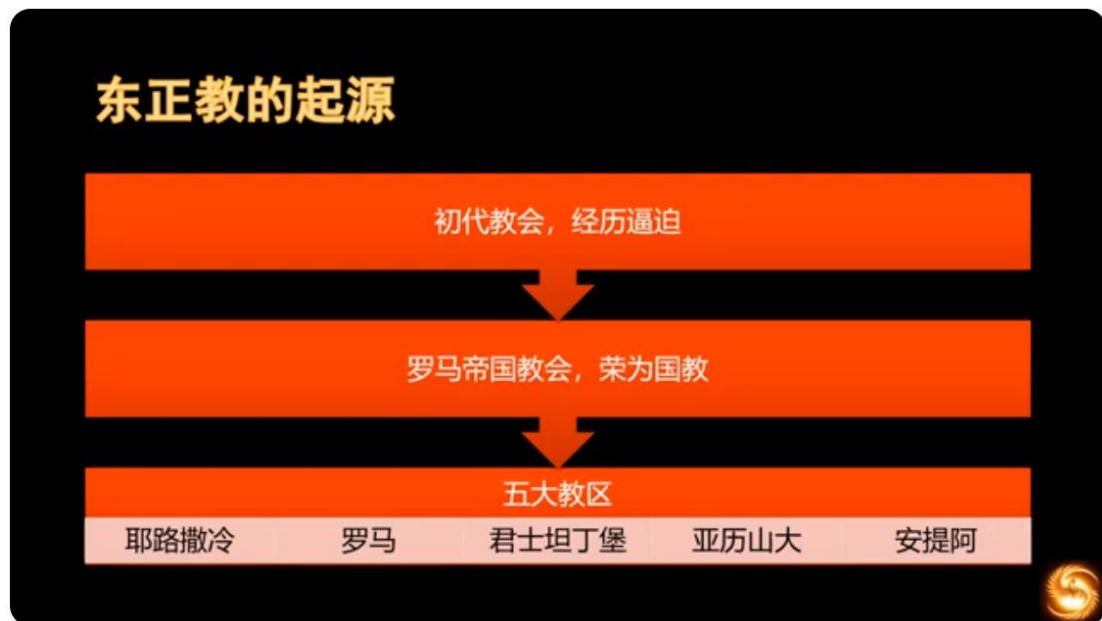 东正教的起源
初代教会，经历逼迫
罗马帝国教会，荣为国教
五大教区
耶路撒冷 罗马 君士坦丁堡 亚历山大 安提阿